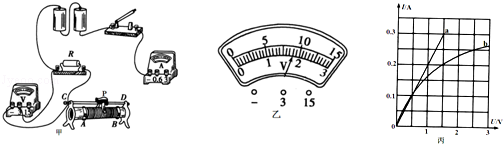 R
A
- 0.6 3
V
C P D
A B
甲
0 5 10 15
0 1 2 3
V
- 3 15
乙
I/A
0.3
0.2
0.1
0 1 2 3 U/V
a
b
丙